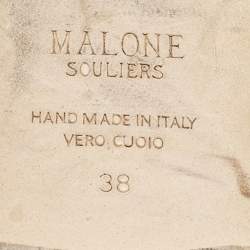 MALONE
SOULIERS
HAND MADE IN ITALY
VERO CUOIO
38